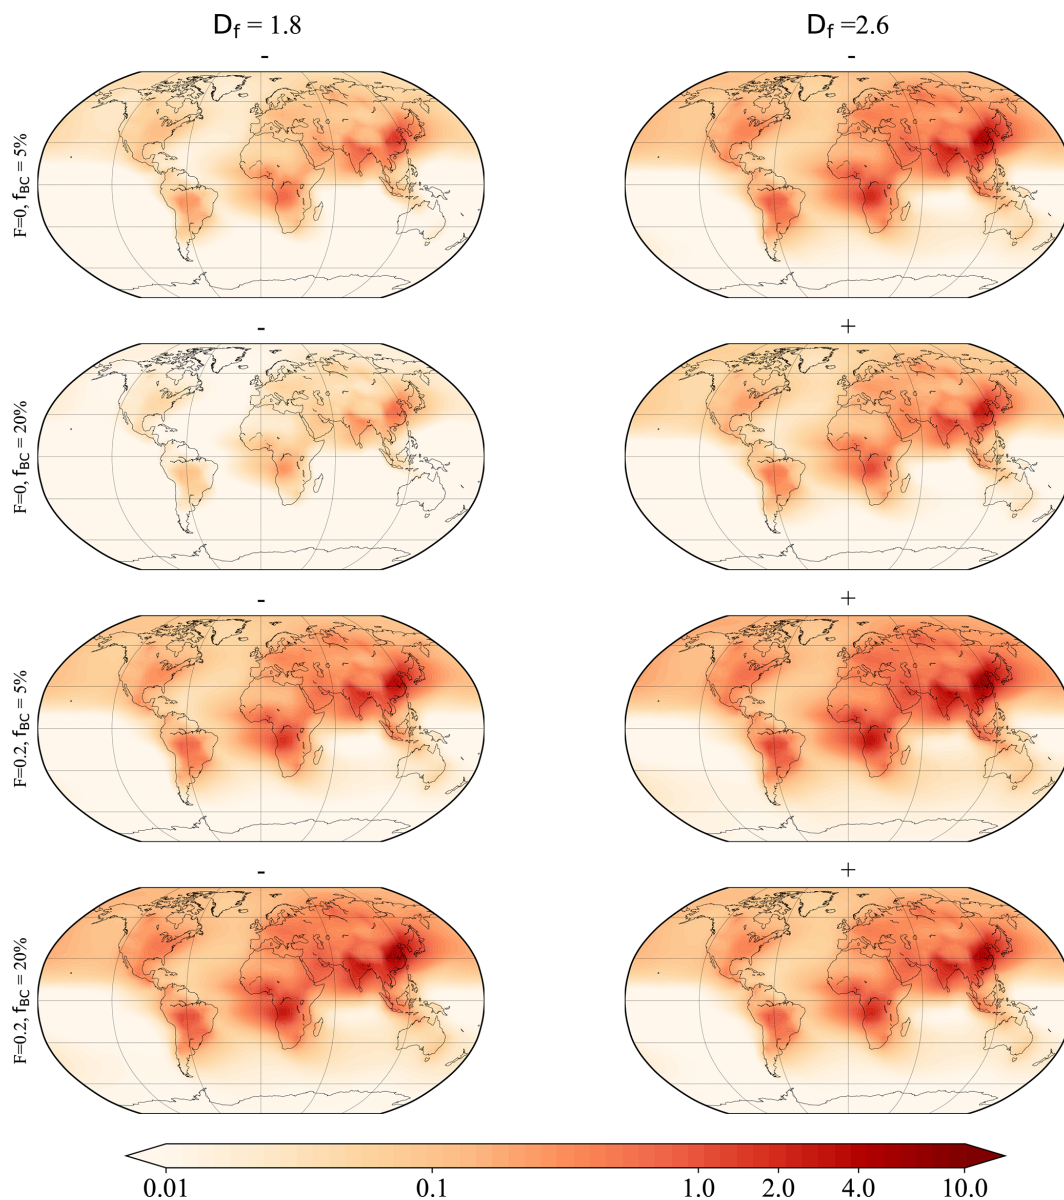 D_f = 1.8
D_f =2.6
-
-
F=0, f_BC = 5%
-
+
F=0, f_BC = 20%
-
+
F=0.2, f_BC = 5%
-
+
F=0.2, f_BC = 20%
0.01 0.1 1.0 2.0 4.0 10.0